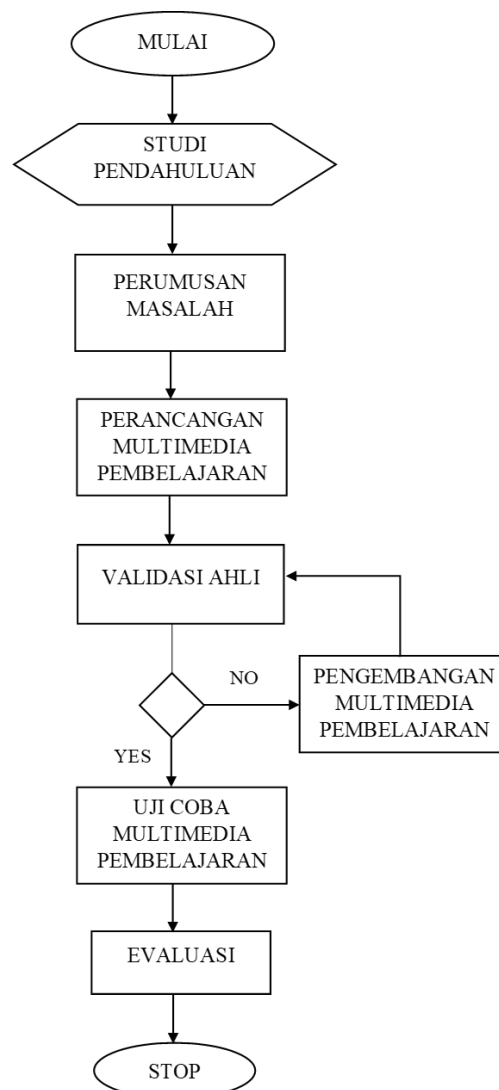 MULAI
STUDI
PENDAHULUAN
PERUMUSAN
MASALAH
PERANCANGAN
MULTIMEDIA
PEMBELAJARAN
VALIDASI AHLI
NO
PENGEMBANGAN
MULTIMEDIA
PEMBELAJARAN
YES
UJI COBA
MULTIMEDIA
PEMBELAJARAN
EVALUASI
STOP